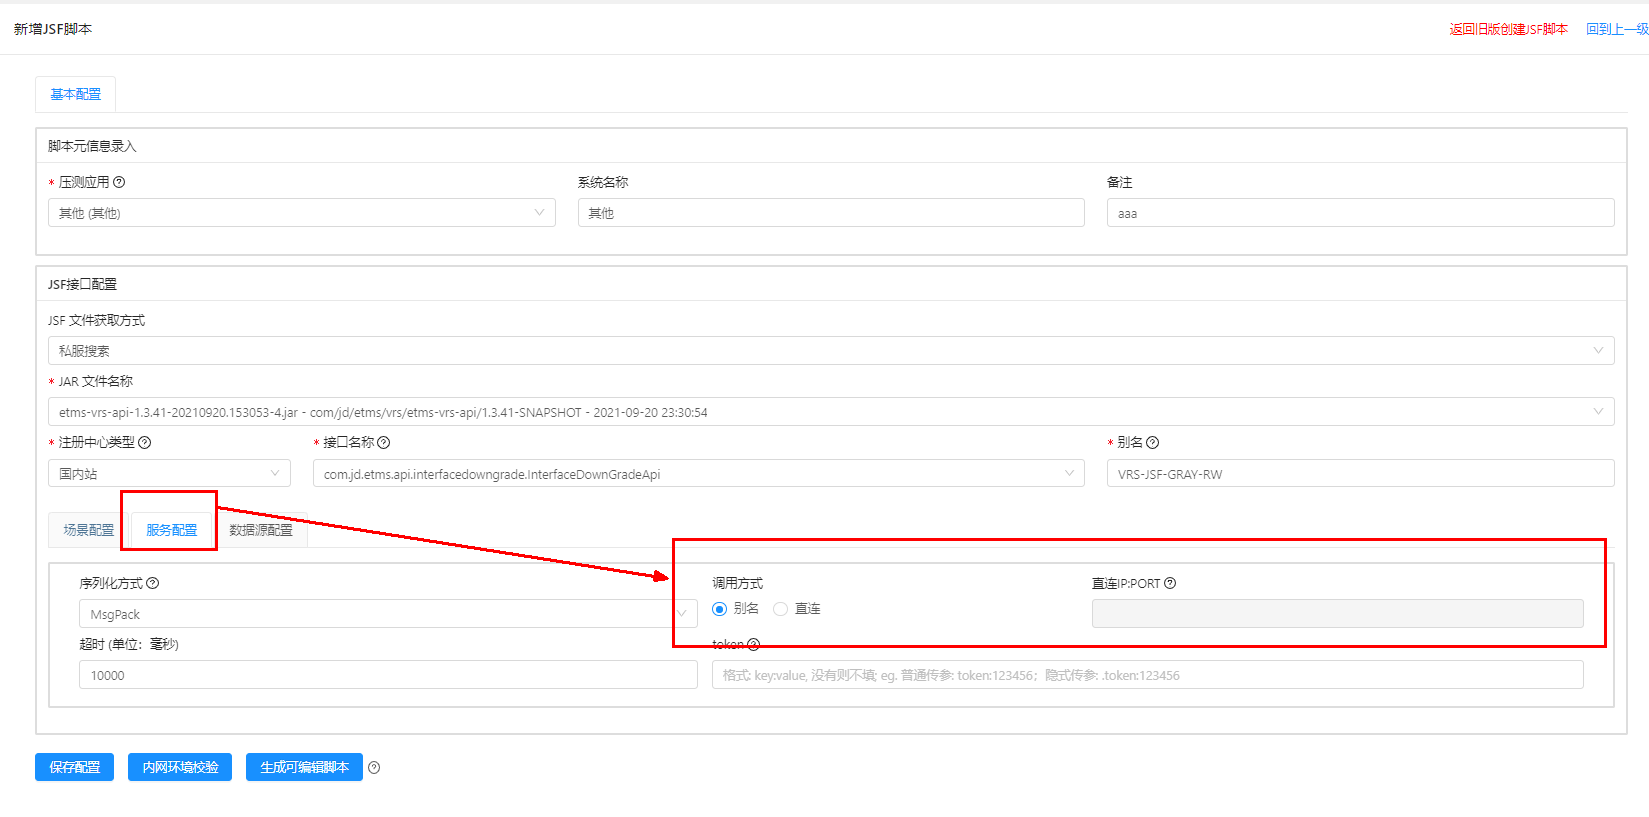 新增JSF脚本
返回旧版创建JSF脚本 回到上一级
基本配置
脚本元信息录入
* 压测应用 系统名称 备注
其他 (其他) 其他 aaa
JSF接口配置
JSF 文件获取方式
私服搜索
* JAR 文件名称
etms-vrs-api-1.3.41-20210920.153053-4.jar - com/jd/etms/vrs/etms-vrs-api/1.3.41-SNAPSHOT - 2021-09-20 23:30:54
* 注册中心类型 * 接口名称 * 别名
国内站 com.jd.etms.api.interfacedowngrade.InterfaceDownGradeApi VRS-JSF-GRAY-RW
场景配置 服务配置 数据源配置
序列化方式 调用方式 直连IP:PORT
MsgPack 别名 直连
超时 (单位：毫秒) token
10000 格式: key:value, 没有则不填; eg. 普通传参: token:123456；隐式传参: .token:123456
保存配置 内网环境校验 生成可编辑脚本